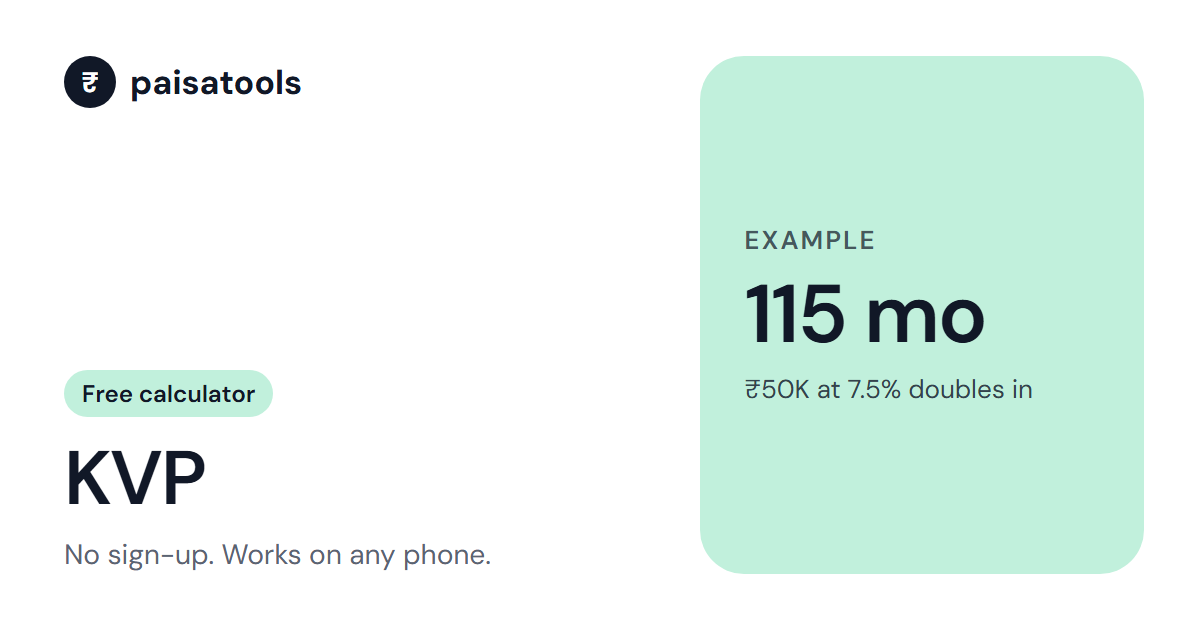 ₹ paisatools
Free calculator
KVP
No sign-up. Works on any phone.
EXAMPLE
115 mo
₹50K at 7.5% doubles in